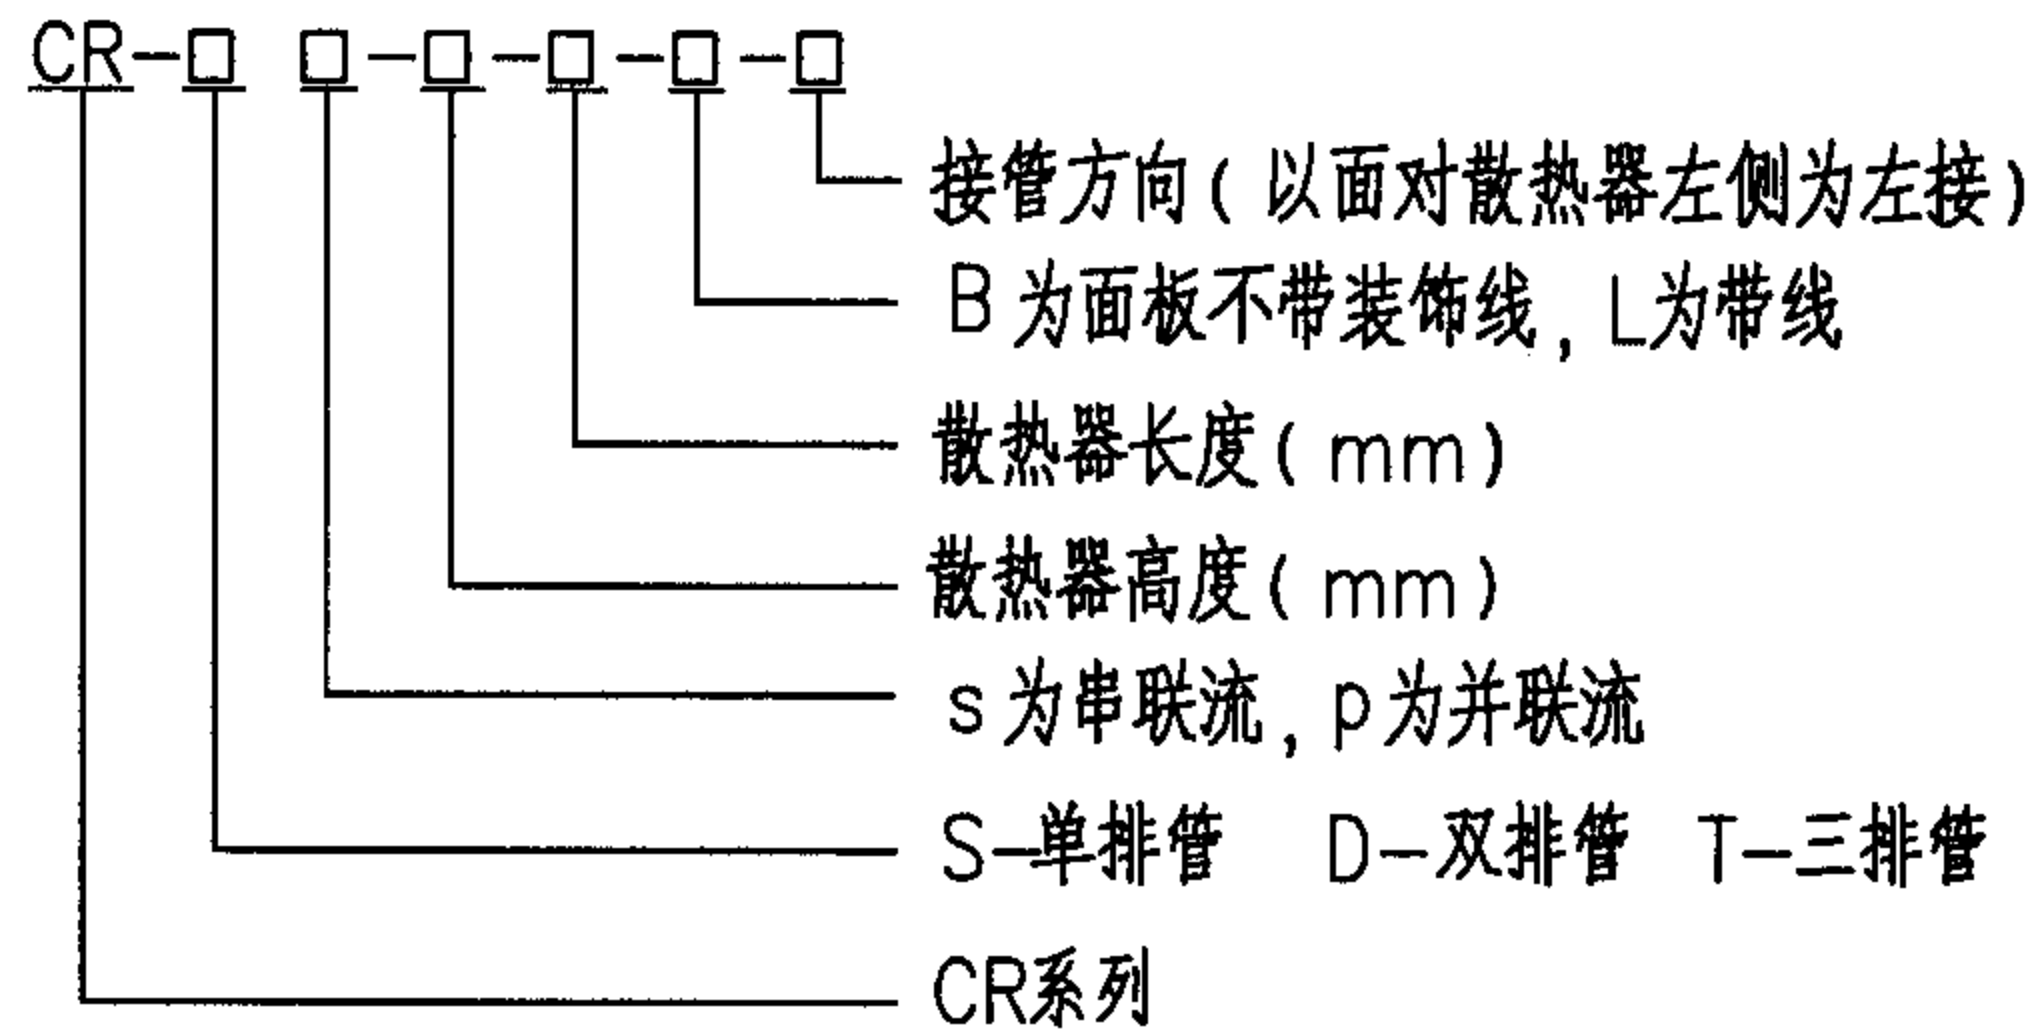 CR-□ □-□-□-□-□
接管方向(以面对散热器左侧为左接)
B为面板不带装饰线,L为带线
散热器长度(mm)
散热器高度(mm)
s为串联流,p为并联流
S-单排管 D-双排管 T-三排管
CR系列